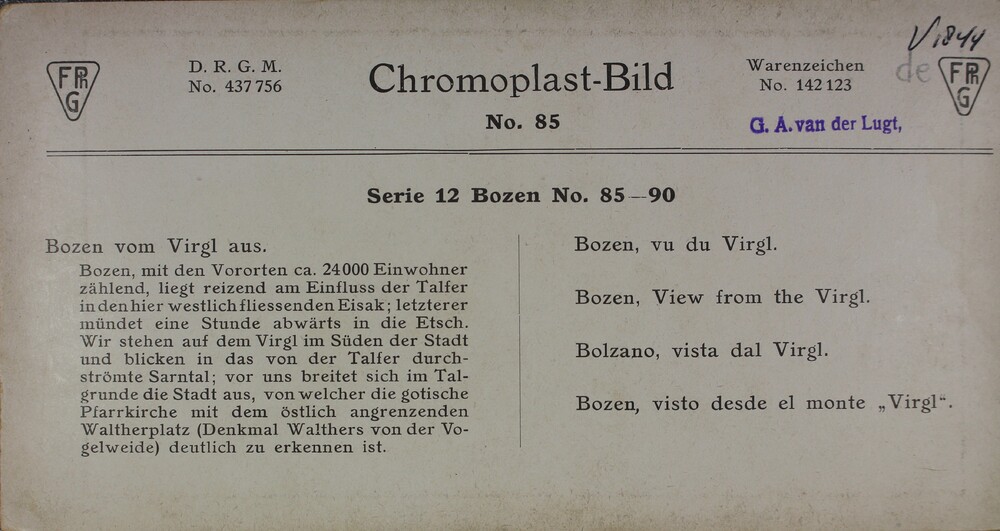 V 1844
de
FPhG
D. R. G. M.
No. 437 756
Chromoplast-Bild
No. 85
Warenzeichen
No. 142 123
G. A. van der Lugt,
FPhG
Serie 12 Bozen No. 85—90
Bozen vom Virgl aus.
Bozen, mit den Vororten ca. 24000 Einwohner
zählend, liegt reizend am Einfluss der Talfer
in den hier westlich fliessenden Eisak; letzterer
mündet eine Stunde abwärts in die Etsch.
Wir stehen auf dem Virgl im Süden der Stadt
und blicken in das von der Talfer durch-
strömte Sarntal; vor uns breitet sich im Tal-
grunde die Stadt aus, von welcher die gotische
Pfarrkirche mit dem östlich angrenzenden
Waltherplatz (Denkmal Walthers von der Vo-
gelweide) deutlich zu erkennen ist.
Bozen, vu du Virgl.
Bozen, View from the Virgl.
Bolzano, vista dal Virgl.
Bozen, visto desde el monte „Virgl“.